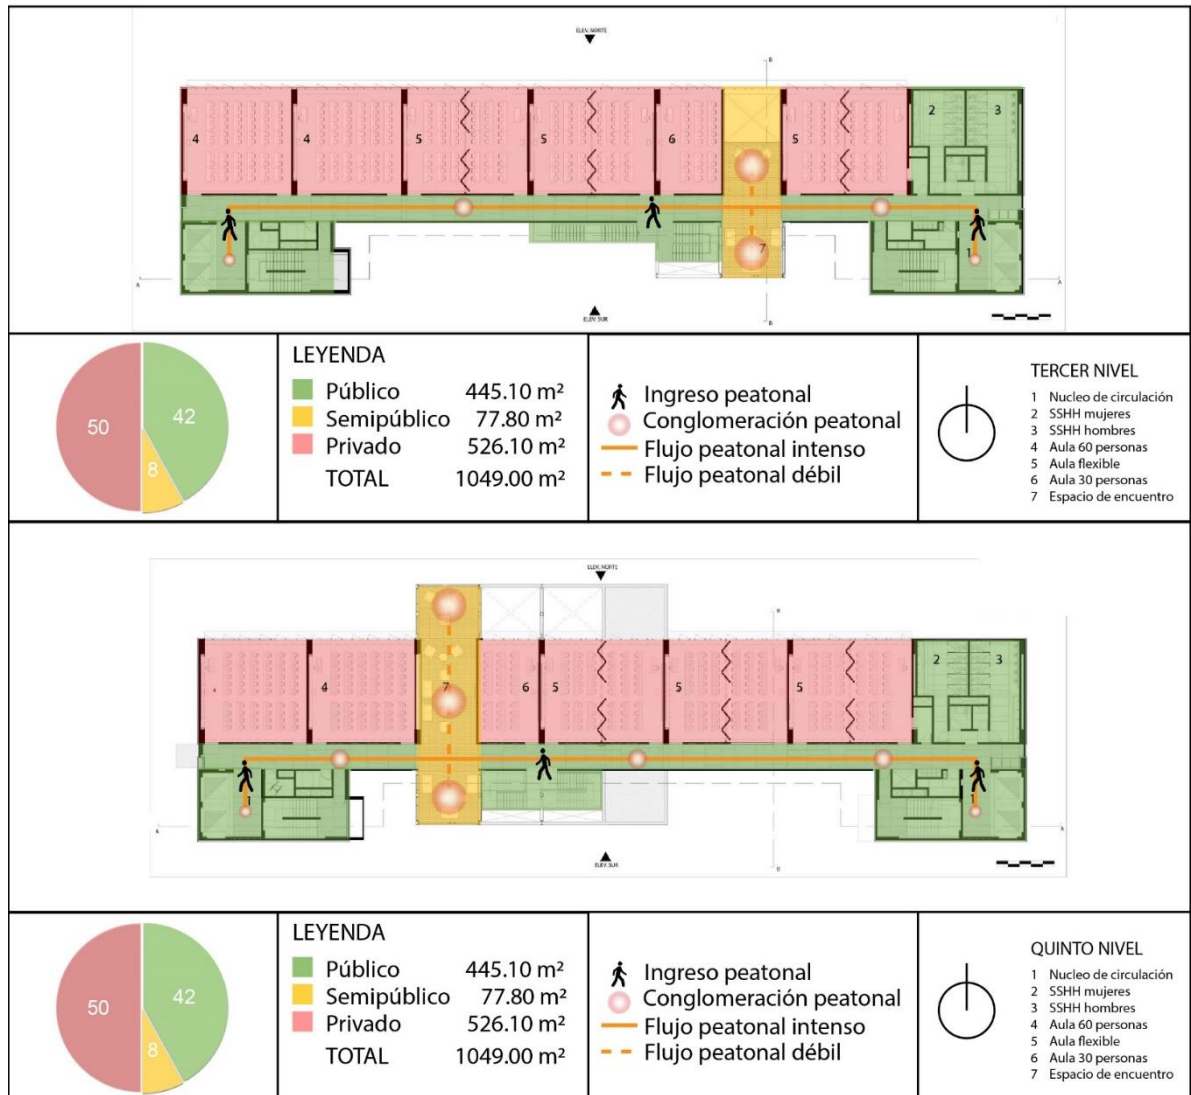 ELEV. NORTE
B
4
4
5
5
6
5
2
3
7
1
A
A
ELEV. SUR
B
50
42
8
LEYENDA
Público 445.10 m²
Semipúblico 77.80 m²
Privado 526.10 m²
TOTAL 1049.00 m²
Ingreso peatonal
Conglomeración peatonal
Flujo peatonal intenso
Flujo peatonal débil
TERCER NIVEL
1 Nucleo de circulación
2 SSHH mujeres
3 SSHH hombres
4 Aula 60 personas
5 Aula flexible
6 Aula 30 personas
7 Espacio de encuentro
ELEV. NORTE
4
4
7
6
5
5
5
2
3
1
A
A
ELEV. SUR
B
50
42
8
LEYENDA
Público 445.10 m²
Semipúblico 77.80 m²
Privado 526.10 m²
TOTAL 1049.00 m²
Ingreso peatonal
Conglomeración peatonal
Flujo peatonal intenso
Flujo peatonal débil
QUINTO NIVEL
1 Nucleo de circulación
2 SSHH mujeres
3 SSHH hombres
4 Aula 60 personas
5 Aula flexible
6 Aula 30 personas
7 Espacio de encuentro